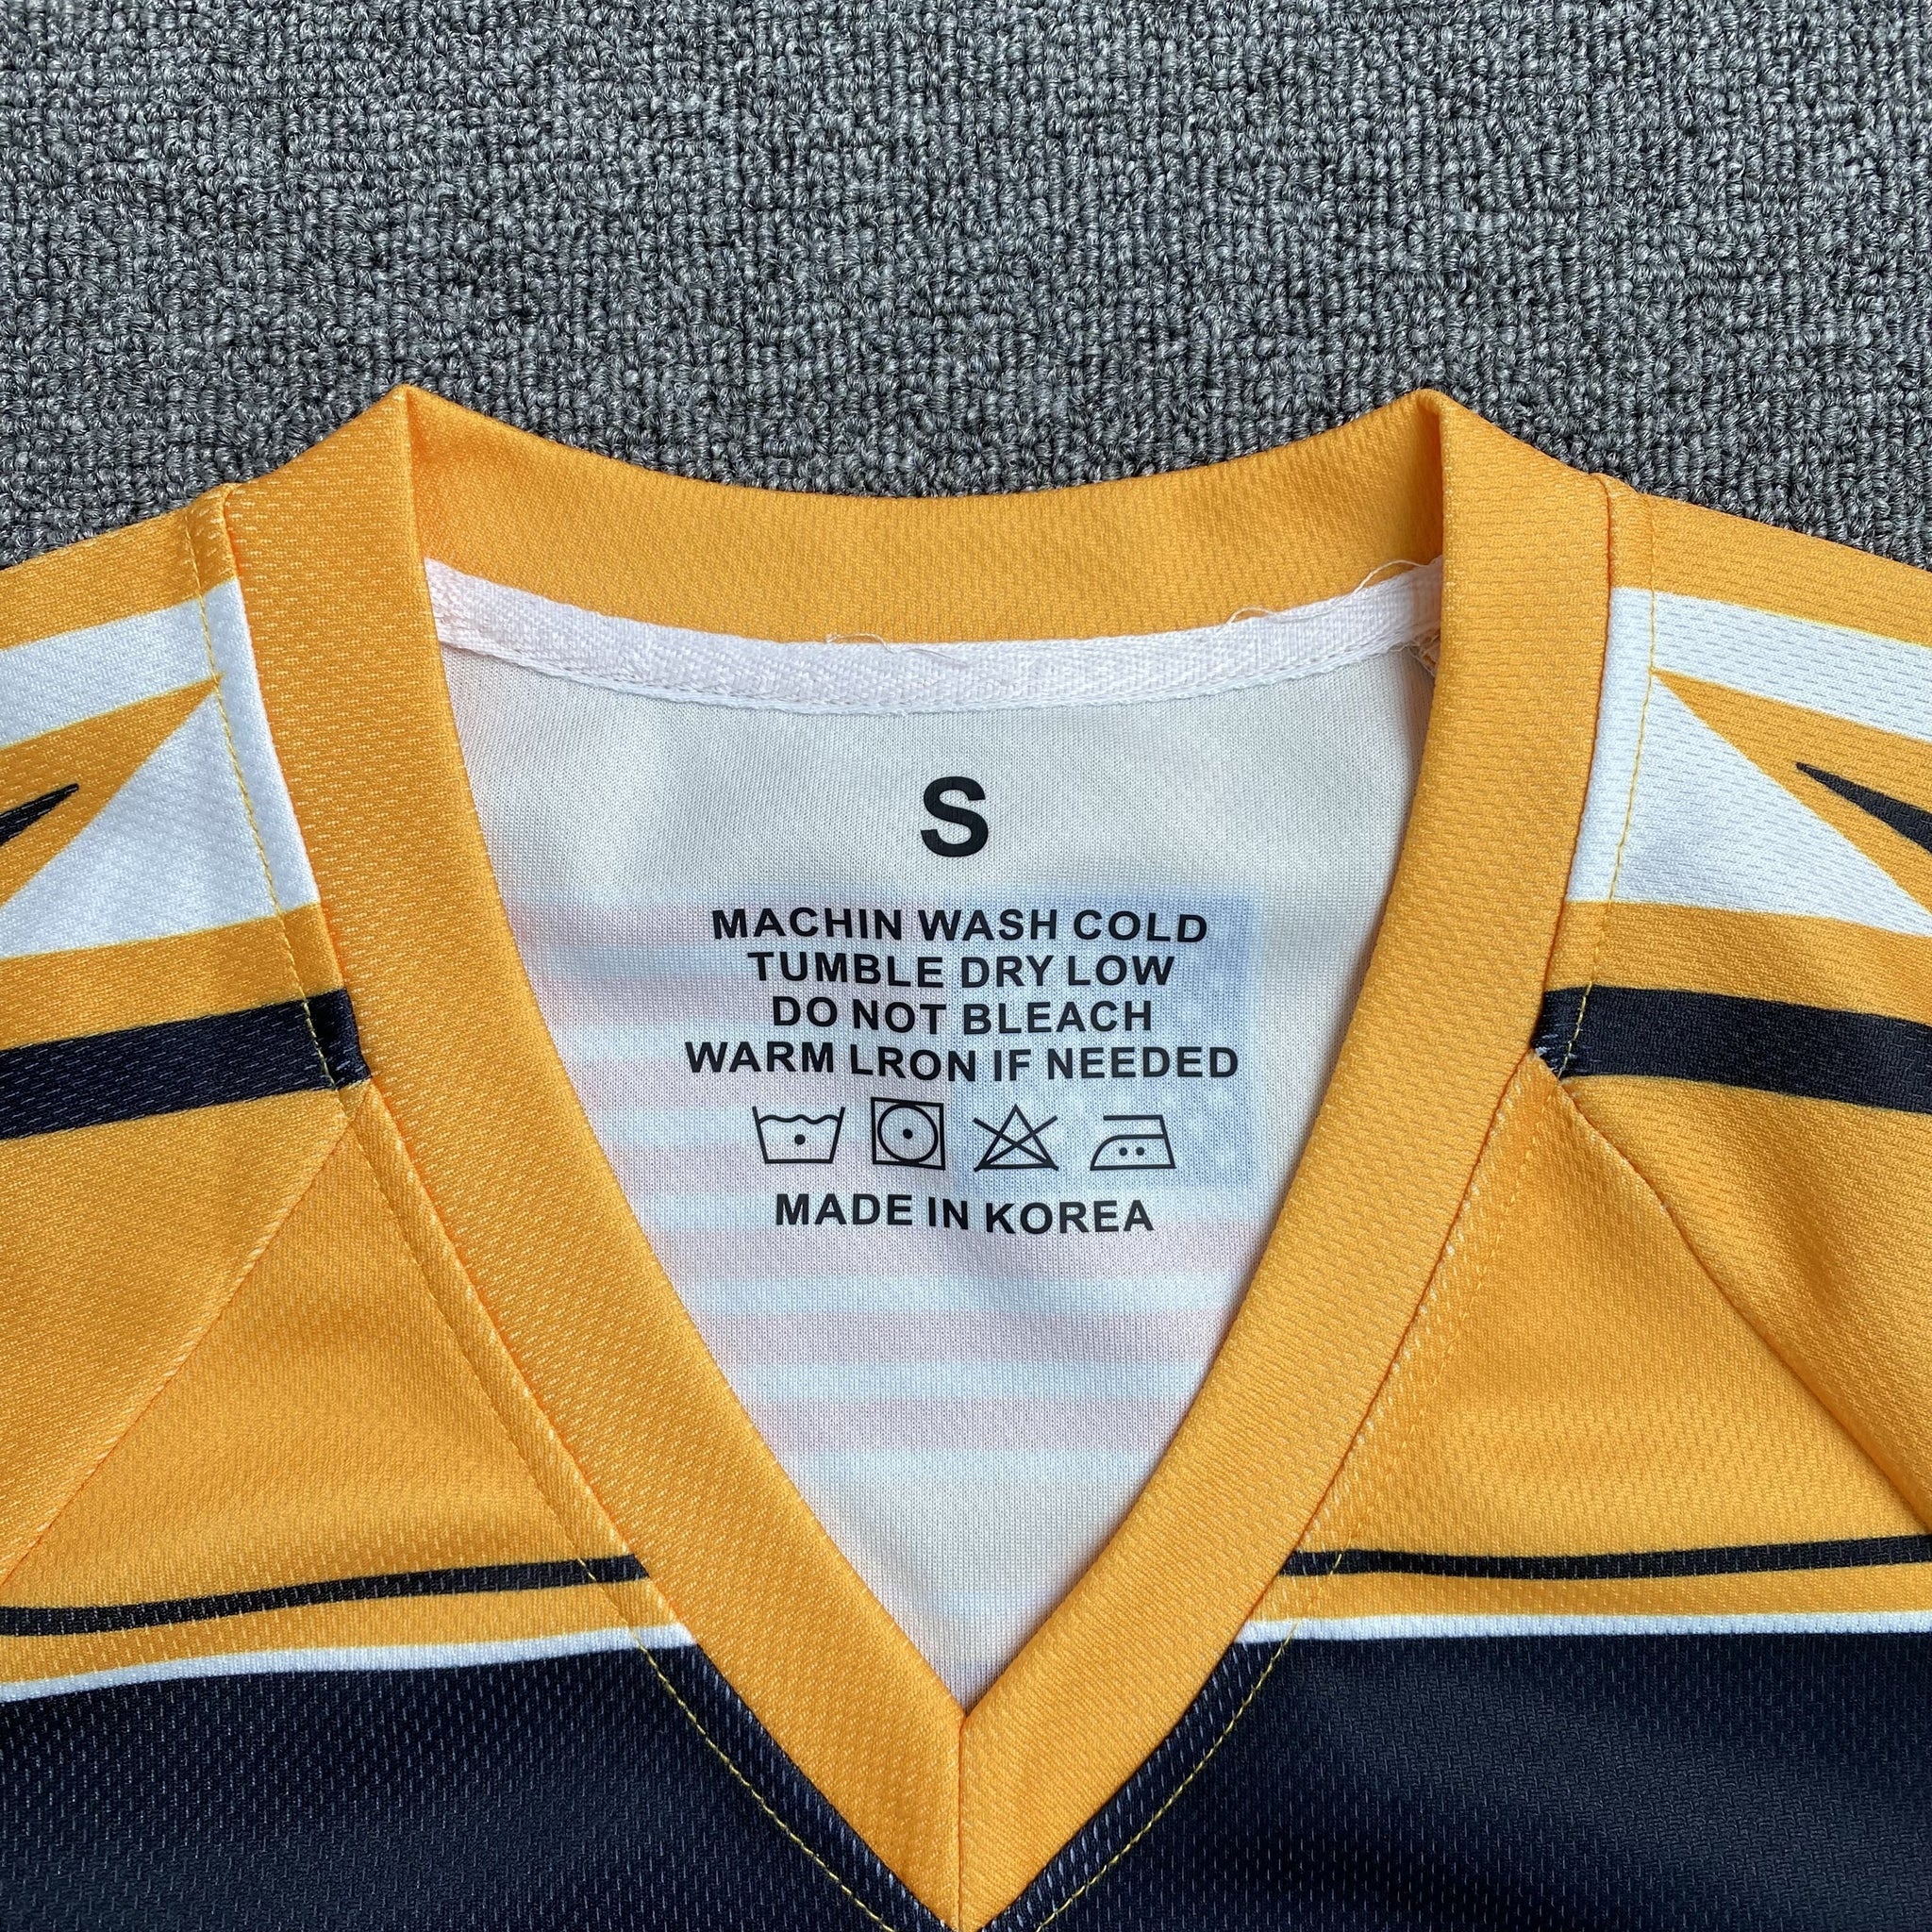 S
MACHIN WASH COLD
TUMBLE DRY LOW
DO NOT BLEACH
WARM LRON IF NEEDED
MADE IN KOREA